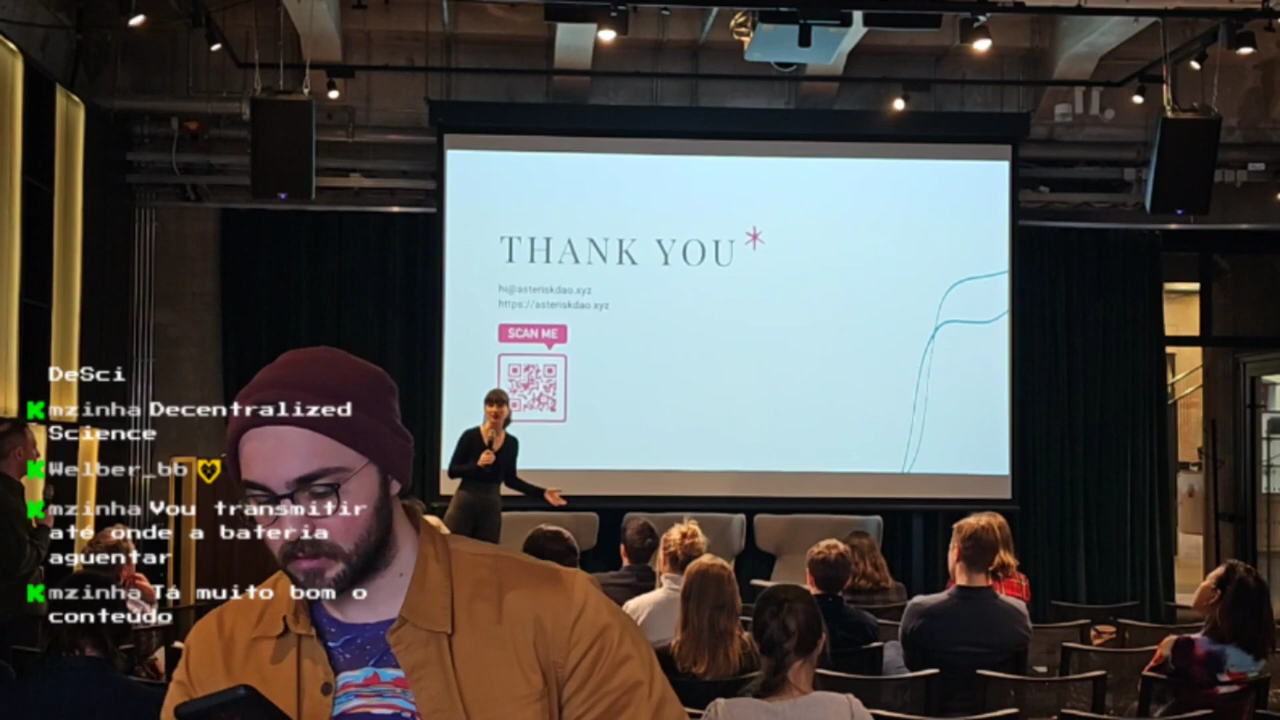 THANK YOU*
hi@asteriskdao.xyz
https://asteriskdao.xyz
SCAN ME
DeSci
mzinha Decentralized
Science
Welber_bb
mzinha Vou transmitir
até onde a bateria
aguentar
mzinha Tá muito bom o
conteúdo